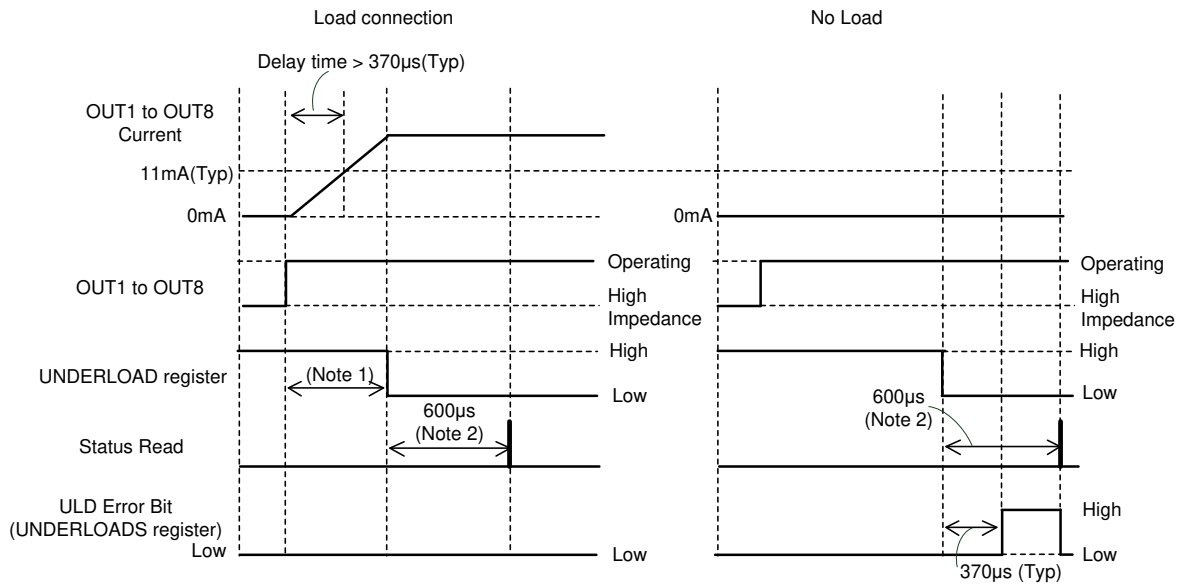 Load connection
No Load
Delay time > 370µs(Typ)
OUT1 to OUT8
Current
11mA(Typ)
0mA
0mA
OUT1 to OUT8
Operating
High
Impedance
Operating
High
Impedance
UNDERLOAD register
(Note 1)
High
Low
High
Low
600µs
(Note 2)
600µs
(Note 2)
Status Read
ULD Error Bit
(UNDERLOADS register)
Low
Low
High
Low
370µs (Typ)